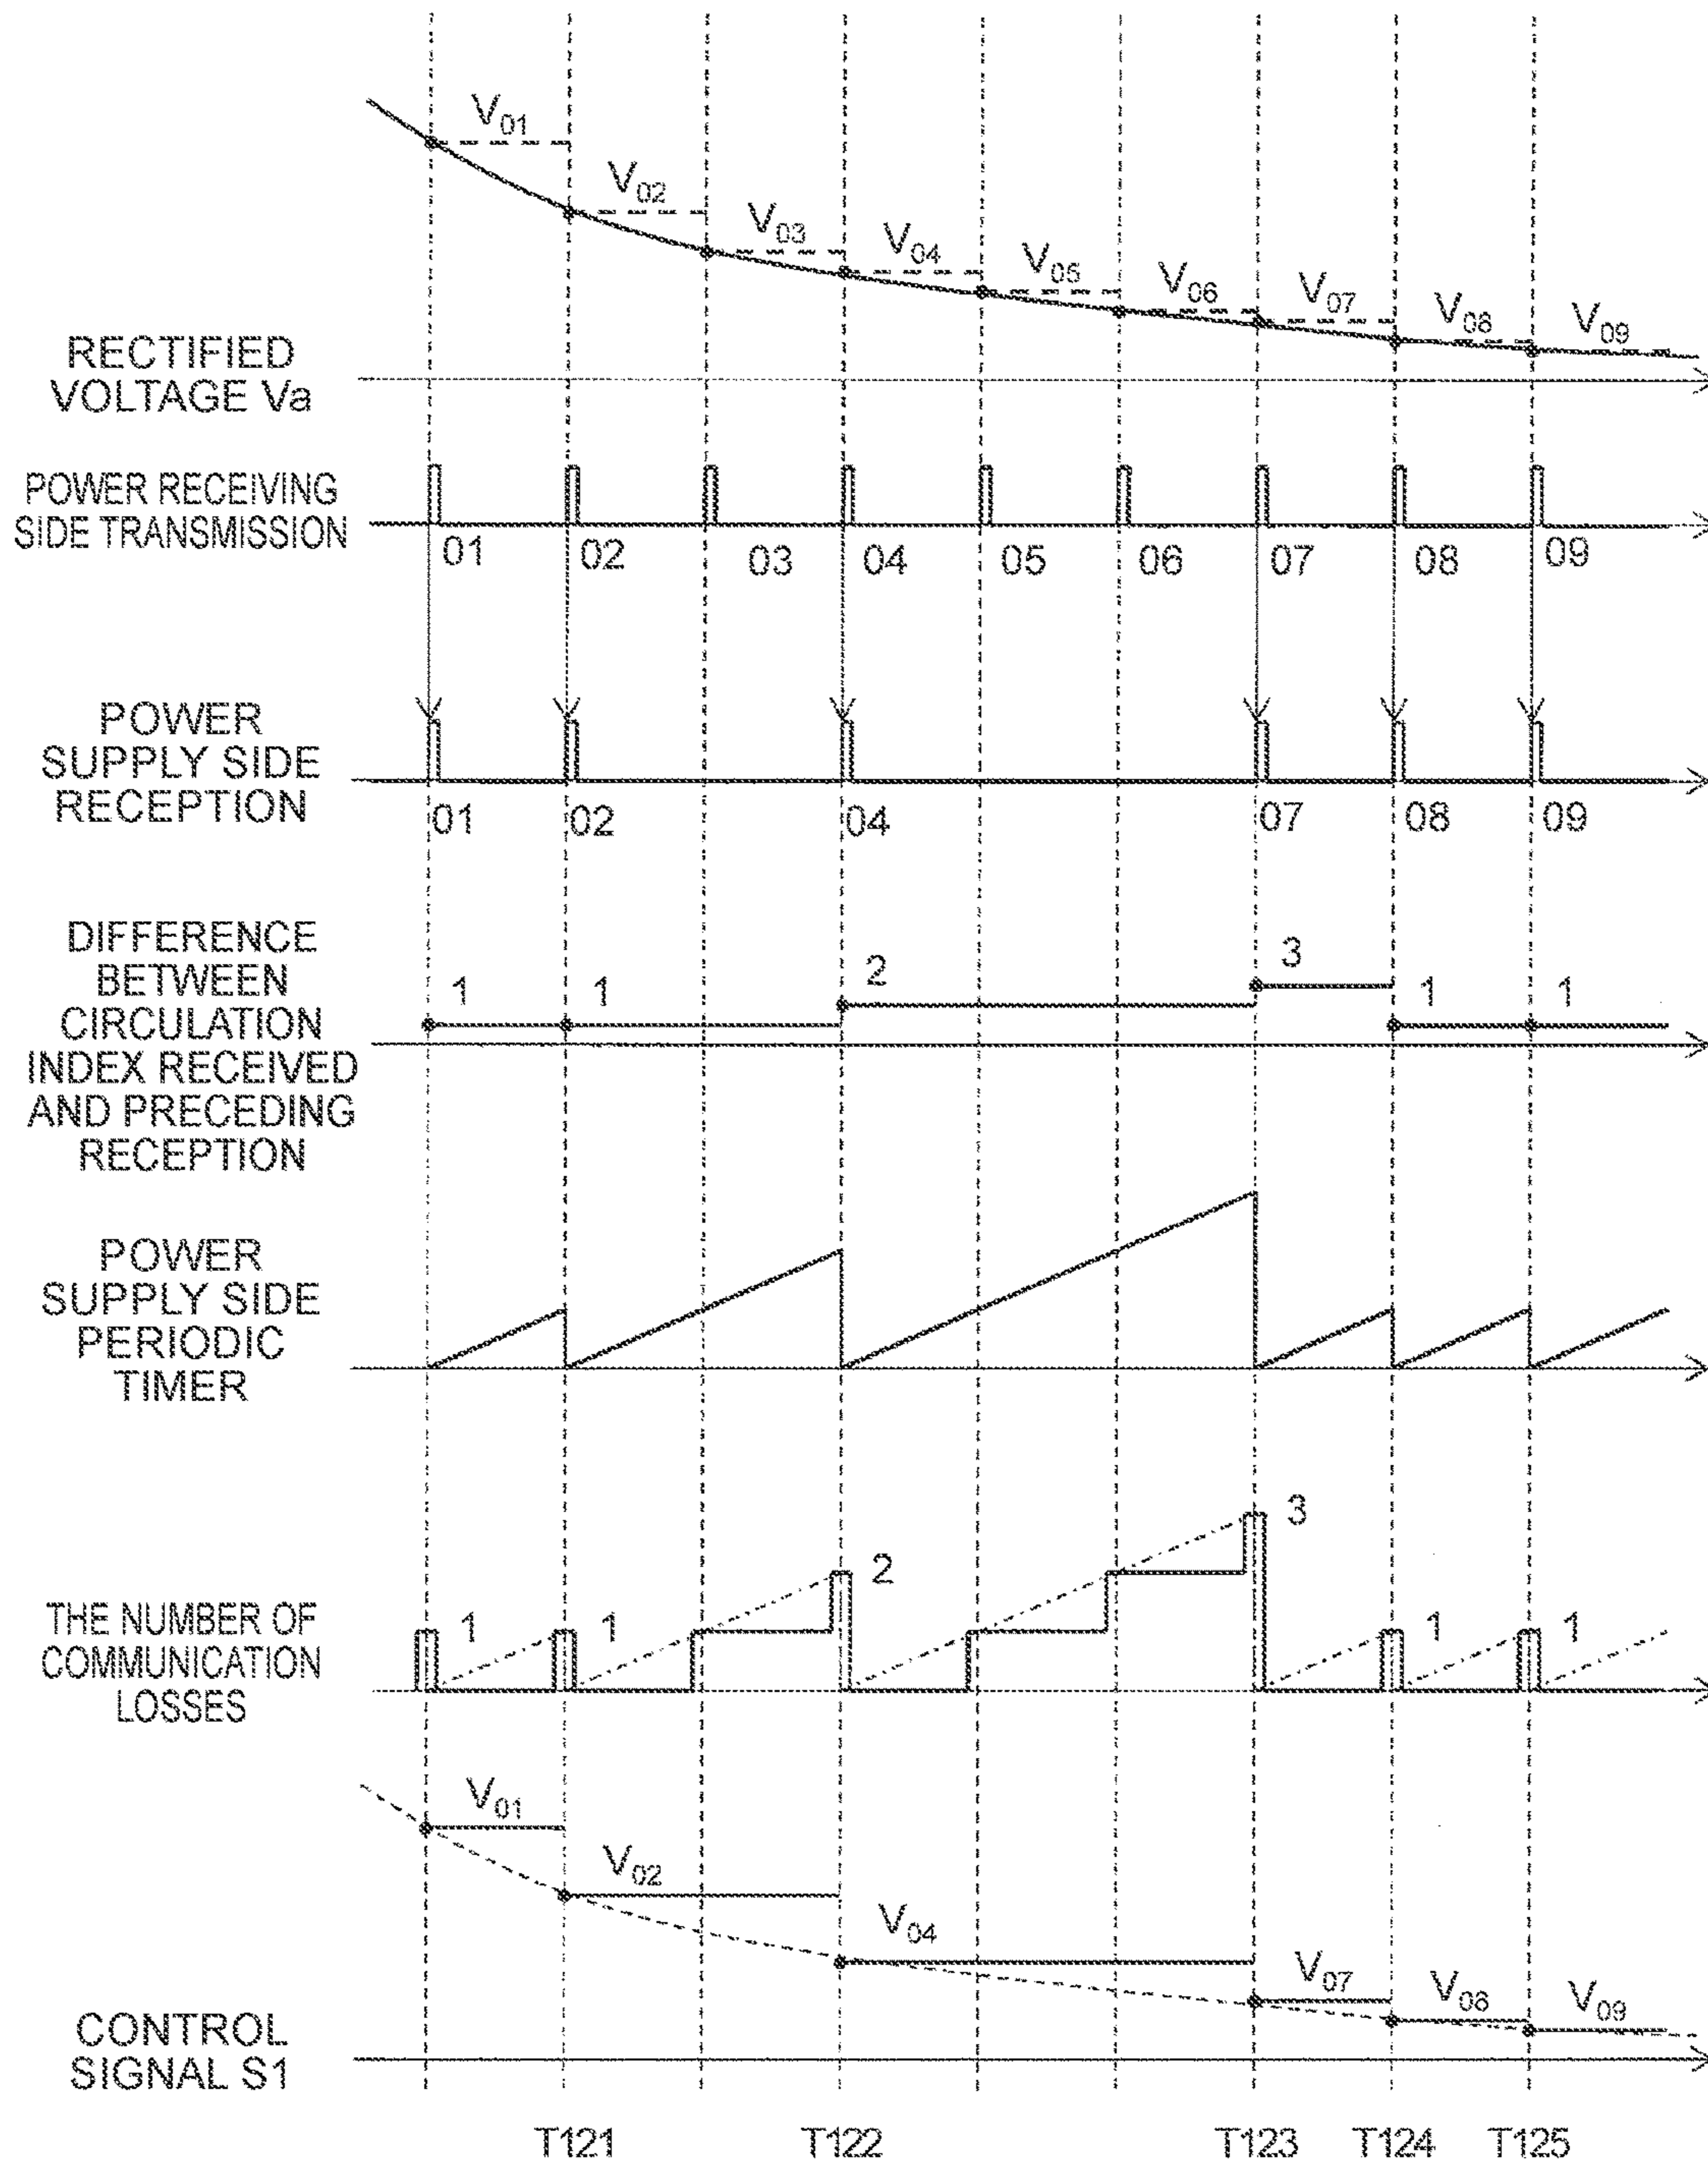 V01
V02
V03
V04
V05
V06
V07
V08
V09
RECTIFIED
VOLTAGE Va
POWER RECEIVING
SIDE TRANSMISSION
01 02 03 04 05 06 07 08 09
POWER
SUPPLY SIDE
RECEPTION
01 02 04 07 08 09
DIFFERENCE
BETWEEN
CIRCULATION
INDEX RECEIVED
AND PRECEDING
RECEPTION
1 1 2 3 1 1
POWER
SUPPLY SIDE
PERIODIC
TIMER
THE NUMBER OF
COMMUNICATION
LOSSES
1 1 2 3 1 1
V01
V02
V04
V07
V08
V09
CONTROL
SIGNAL S1
T121 T122 T123 T124 T125